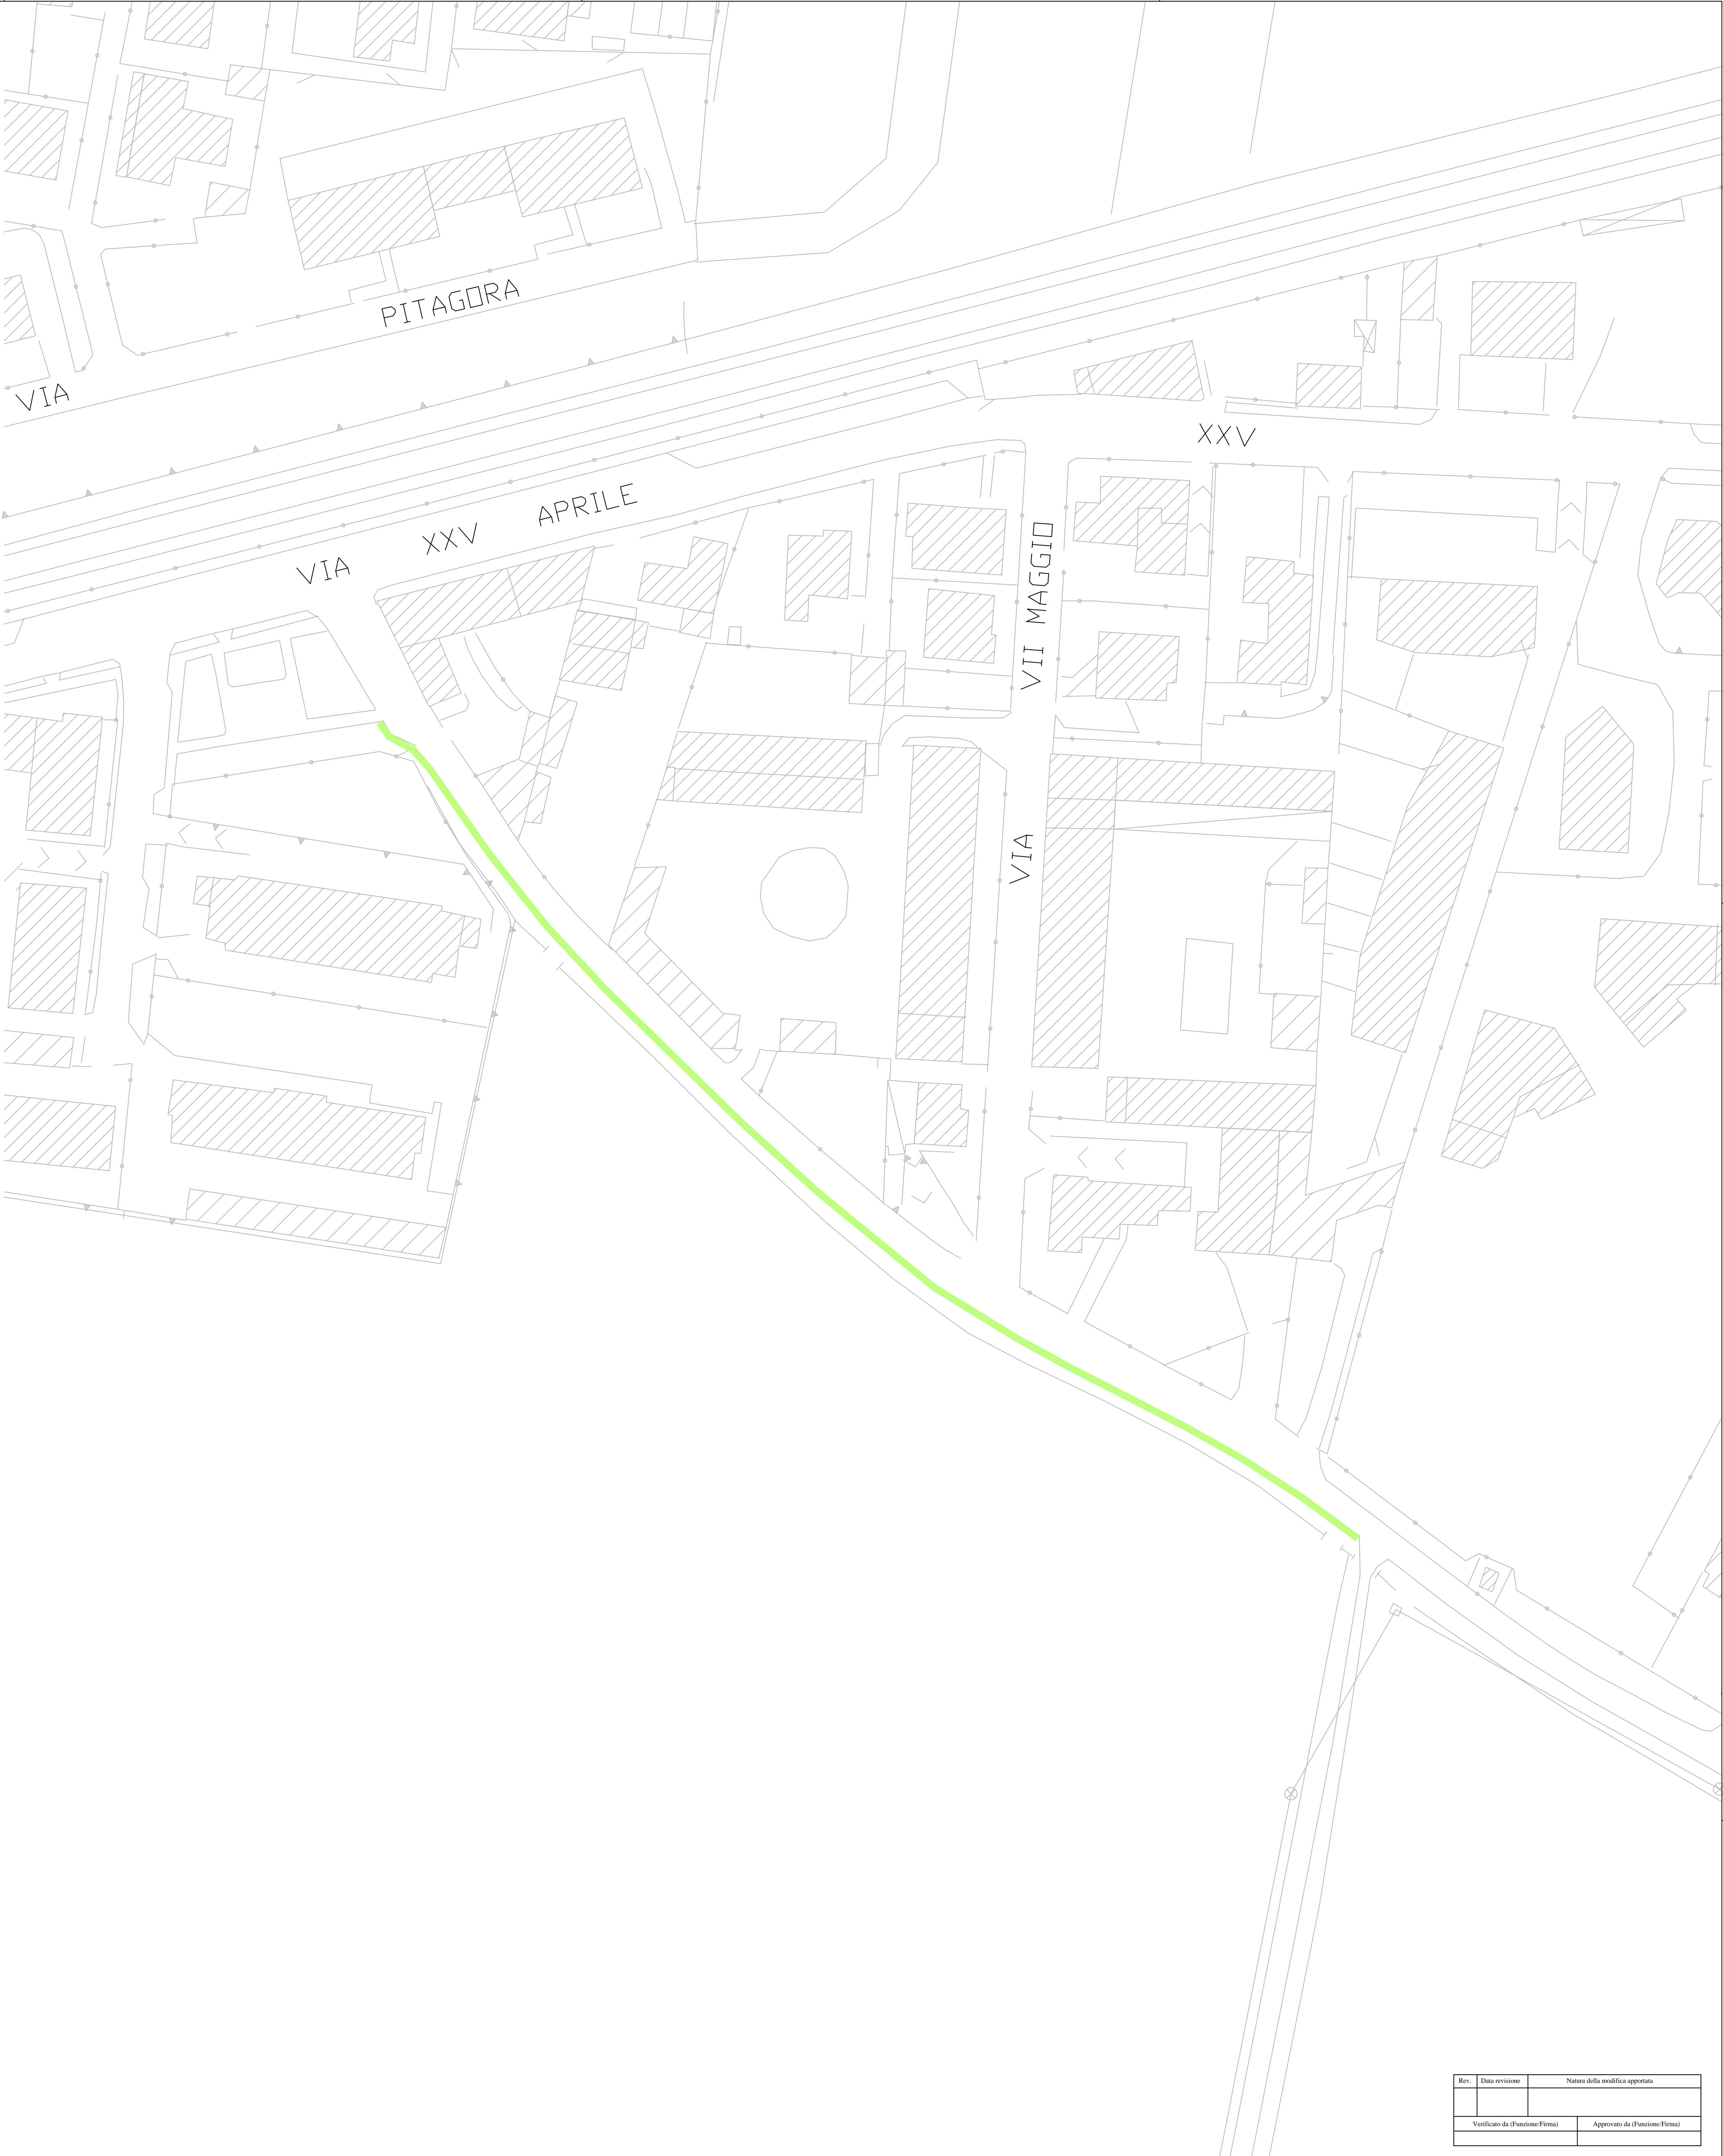 PITAGORA
VIA
XXV
APRILE
XXV
VIA
VII MAGGIO
VIA
Rev. Data revisione Natura della modifica apportata
Verificato da (Funzione/Firma) Approvato da (Funzione/Firma)